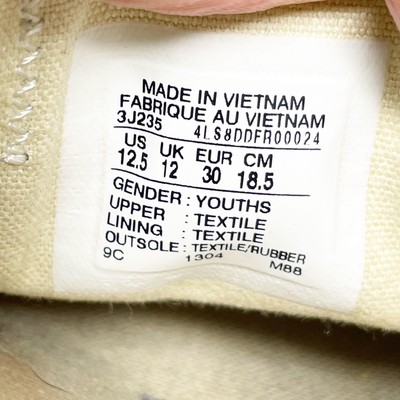 MADE IN VIETNAM
FABRIQUE AU VIETNAM
3J235 4LS8DDFR00024
US UK EUR CM
12.5 12 30 18.5
GENDER : YOUTHS
UPPER : TEXTILE
LINING : TEXTILE
OUTSOLE : TEXTILE/RUBBER
9C 1304 M88